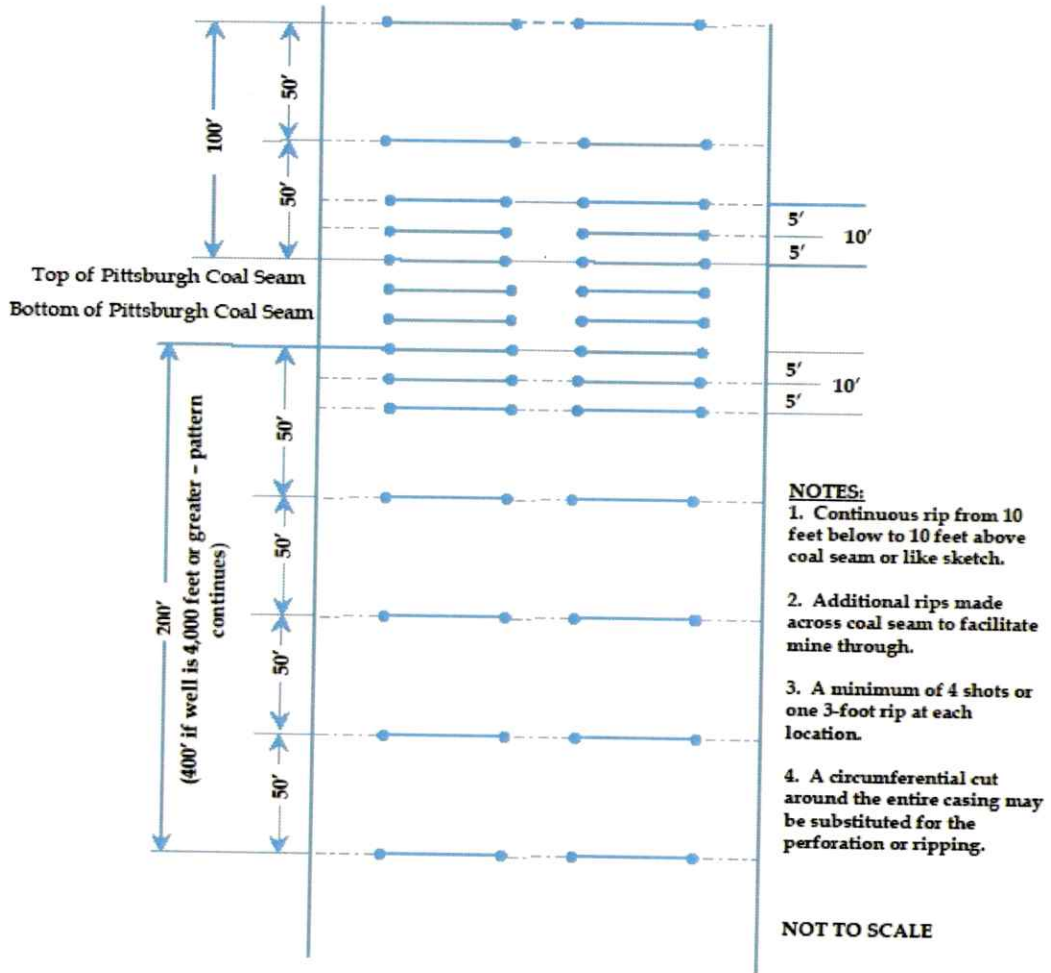 100′
50′
50′
5′
10′
5′
Top of Pittsburgh Coal Seam
Bottom of Pittsburgh Coal Seam
5′
10′
5′
200′
(400′ if well is 4,000 feet or greater – pattern
continues)
50′
50′
50′
50′
NOTES:
1. Continuous rip from 10
feet below to 10 feet above
coal seam or like sketch.
2. Additional rips made
across coal seam to facilitate
mine through.
3. A minimum of 4 shots or
one 3-foot rip at each
location.
4. A circumferential cut
around the entire casing may
be substituted for the
perforation or ripping.
NOT TO SCALE